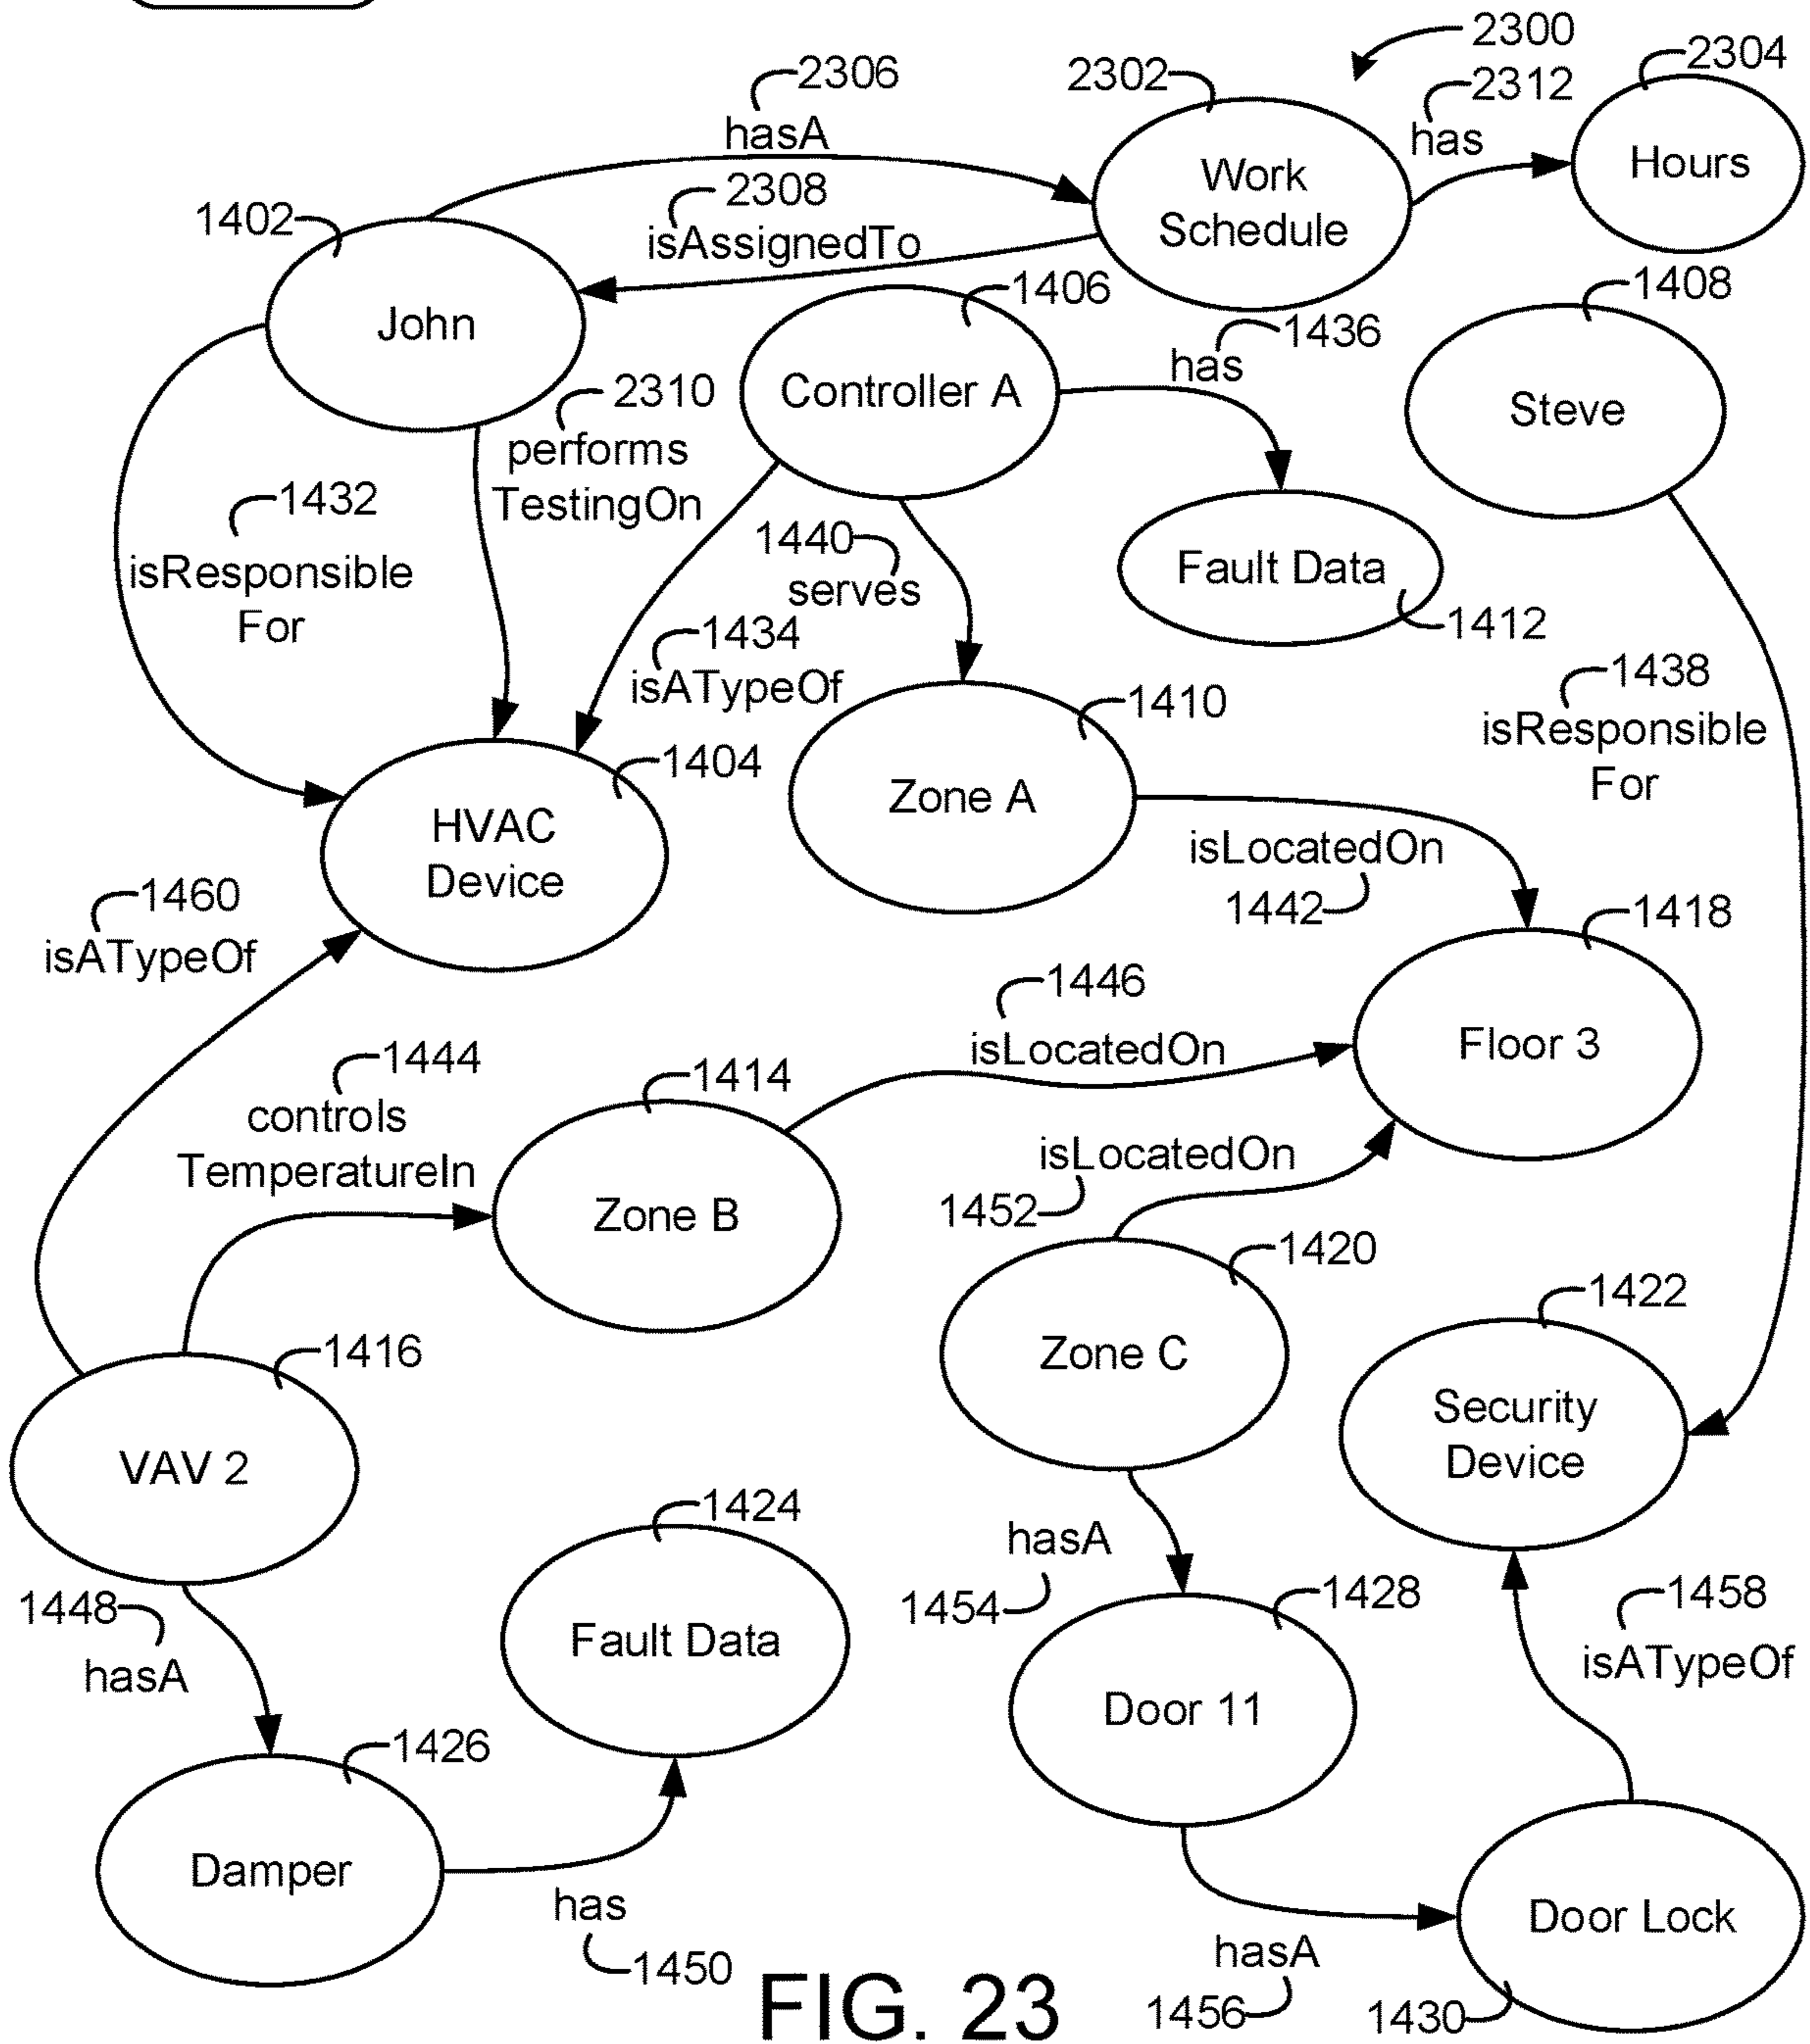 2300
2306
2302
2304
2312
hasA
has
Work
Schedule
Hours
2308
isAssignedTo
1402
John
1406
1408
1436
has
Controller A
Steve
2310
performs
TestingOn
1432
isResponsible
For
1440
serves
Fault Data
1412
1434
isATypeOf
1438
isResponsible
For
1410
Zone A
1404
HVAC
Device
isLocatedOn
1442
1460
isATypeOf
1418
Floor 3
1446
isLocatedOn
1444
controls
TemperatureIn
1414
Zone B
isLocatedOn
1452
1420
Zone C
1422
Security
Device
1416
VAV 2
1424
Fault Data
hasA
1454
1428
Door 11
1458
isATypeOf
1448
hasA
1426
Damper
has
1450
Door Lock
1430
hasA
1456
FIG. 23